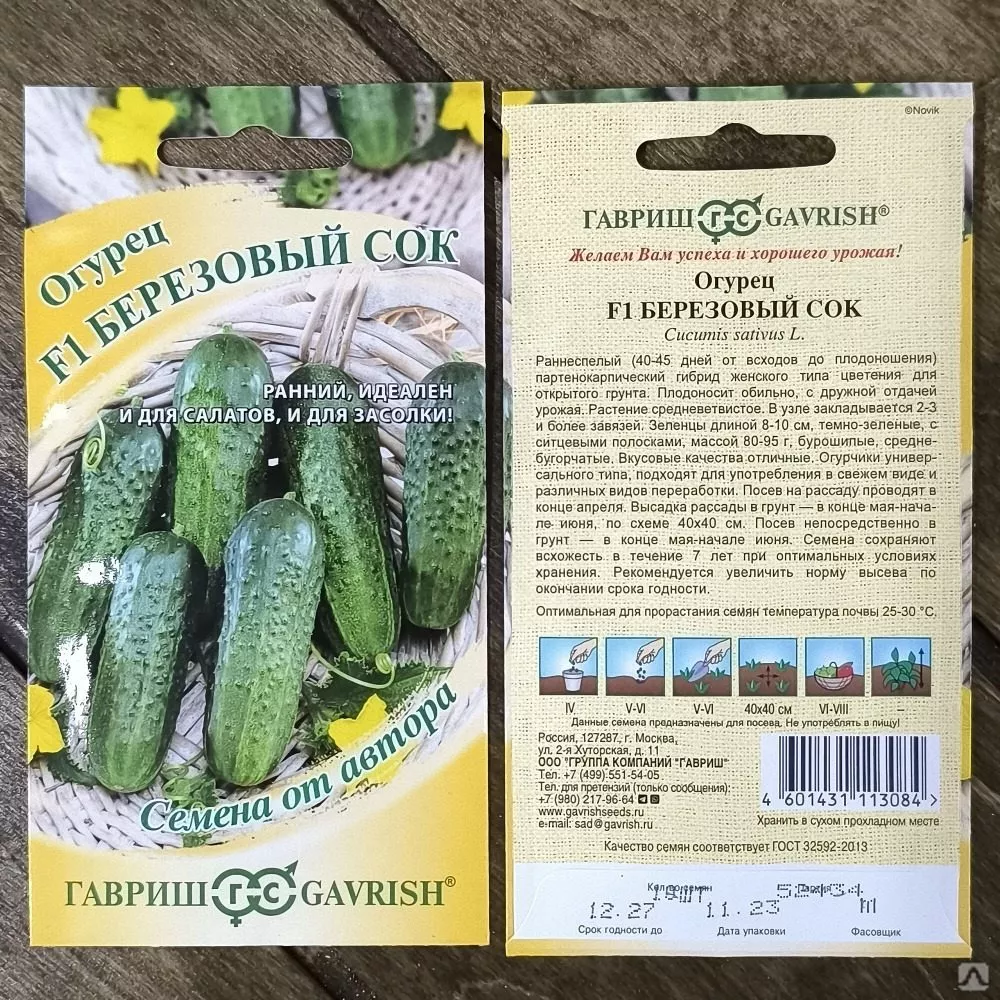 Огурец
F1 БЕРЕЗОВЫЙ СОК
РАННИЙ, ИДЕАЛЕН
И ДЛЯ САЛАТОВ, И ДЛЯ ЗАСОЛКИ!
Семена от автора
ГАВРИШ ГС GAVRISH®
©Novik
ГАВРИШ ГС GAVRISH®
Желаем Вам успеха и хорошего урожая!
Огурец
F1 БЕРЕЗОВЫЙ СОК
Cucumis sativus L.
Раннеспелый (40-45 дней от всходов до плодоношения)
партенокарпический гибрид женского типа цветения для
открытого грунта. Плодоносит обильно, с дружной отдачей
урожая. Растение средневетвистое. В узле закладывается 2-3
и более завязей. Зеленцы длиной 8-10 см, темно-зеленые, с
ситцевыми полосками, массой 80-95 г, бурошипые, средне-
бугорчатые. Вкусовые качества отличные. Огурчики универ-
сального типа, подходят для употребления в свежем виде и
различных видов переработки. Посев на рассаду проводят в
конце апреля. Высадка рассады в грунт — в конце мая-нача-
ле июня, по схеме 40x40 см. Посев непосредственно в
грунт — в конце мая-начале июня. Семена сохраняют
всхожесть в течение 7 лет при оптимальных условиях
хранения. Рекомендуется увеличить норму высева по
окончании срока годности.
Оптимальная для прорастания семян температура почвы 25-30 °С.
IV V-VI V-VI 40x40 см VI-VIII –
Данные семена предназначены для посева. Не употреблять в пищу!
Россия, 127287, г. Москва,
ул. 2-я Хуторская, д. 11
ООО "ГРУППА КОМПАНИЙ "ГАВРИШ"
Тел. +7 (499) 551-54-05
Тел. для претензий (только сообщения):
+7 (980) 217-96-64
www.gavrishseeds.ru
e-mail: sad@gavrish.ru
4 601431 113084 >
Хранить в сухом прохладном месте
Качество семян соответствует ГОСТ 32592-2013
Кол-во семян
12.27 11.23
Срок годности до Дата упаковки Фасовщик